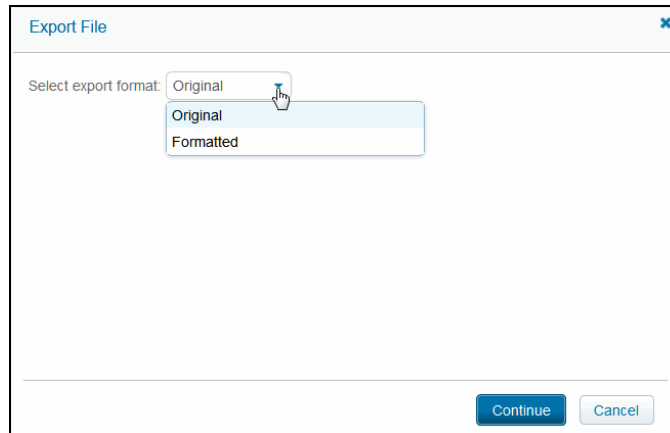 Export File
Select export format: Original
Original
Formatted
Continue Cancel